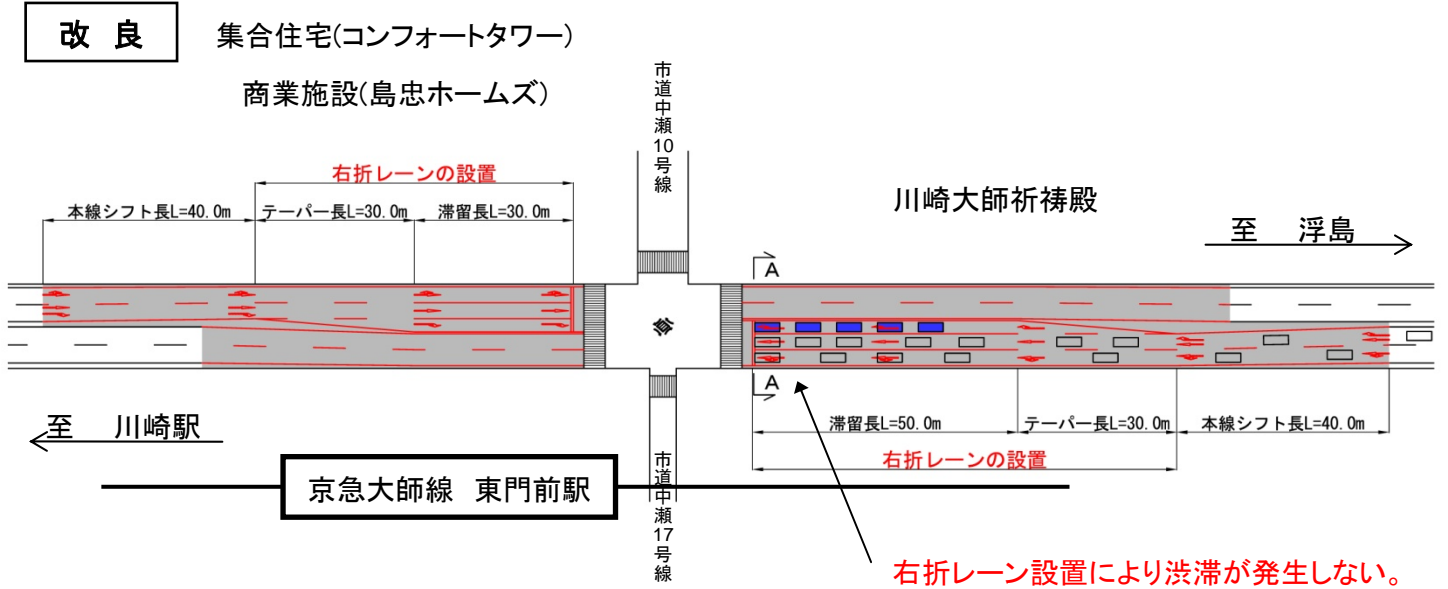 改 良
集合住宅(コンフォートタワー)
商業施設(島忠ホームズ)
市道中瀬10号線
右折レーンの設置
本線シフト長L=40.0m
テーパー長L=30.0m
滞留長L=30.0m
川崎大師祈祷殿
至 浮島
A
A
至 川崎駅
滞留長L=50.0m
テーパー長L=30.0m
本線シフト長L=40.0m
右折レーンの設置
京急大師線 東門前駅
市道中瀬17号線
右折レーン設置により渋滞が発生しない。